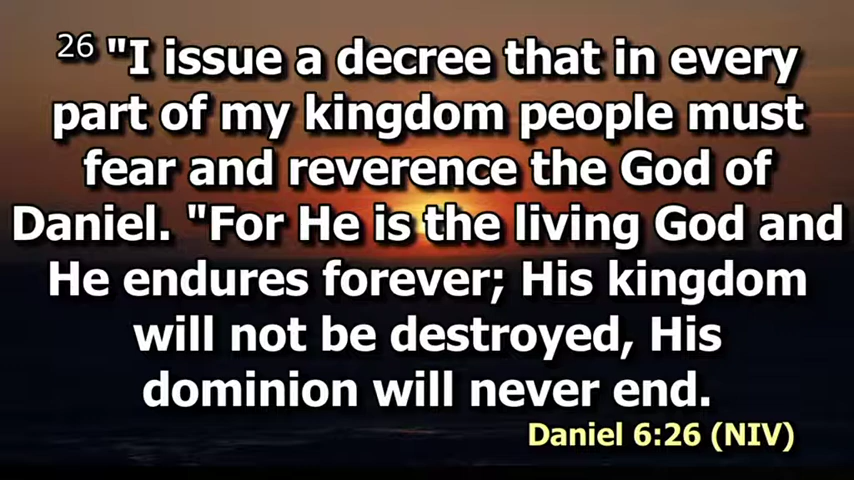 26 "I issue a decree that in every
part of my kingdom people must
fear and reverence the God of
Daniel. "For He is the living God and
He endures forever; His kingdom
will not be destroyed, His
dominion will never end.
Daniel 6:26 (NIV)